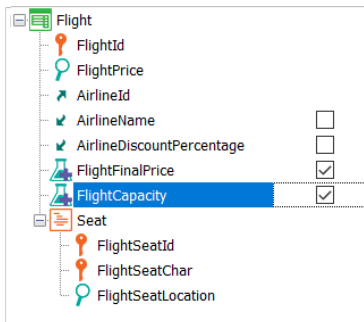 Flight
FlightId
FlightPrice
AirlineId
AirlineName
AirlineDiscountPercentage
FlightFinalPrice
FlightCapacity
Seat
FlightSeatId
FlightSeatChar
FlightSeatLocation